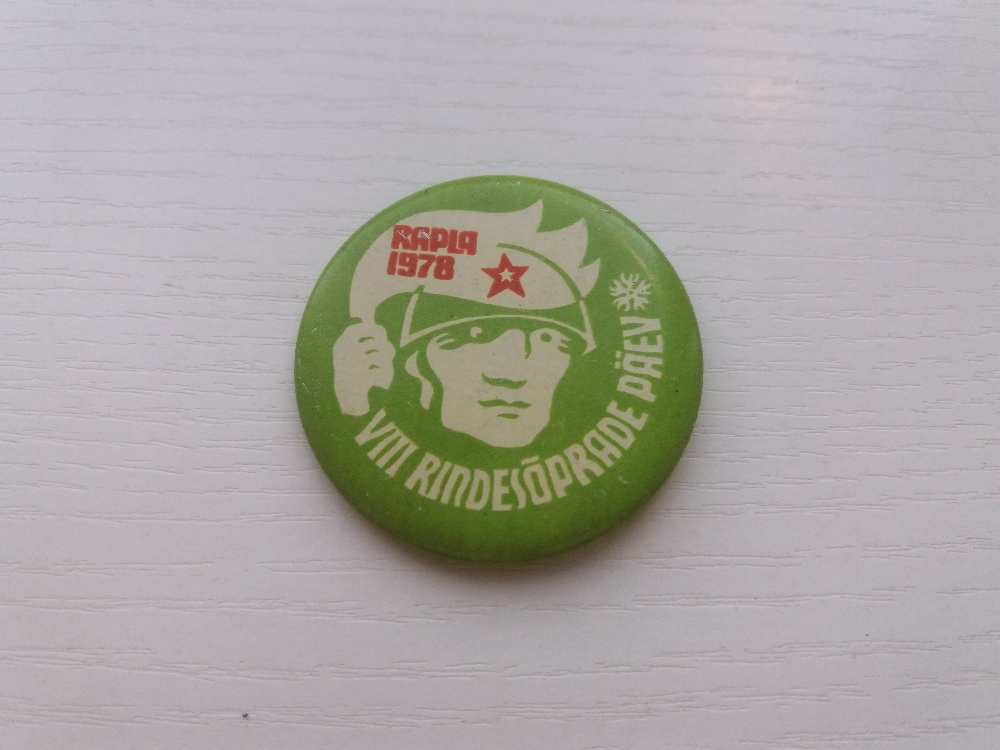 RAPLA
1978
VIII RINDESÕPRADE PÄEV